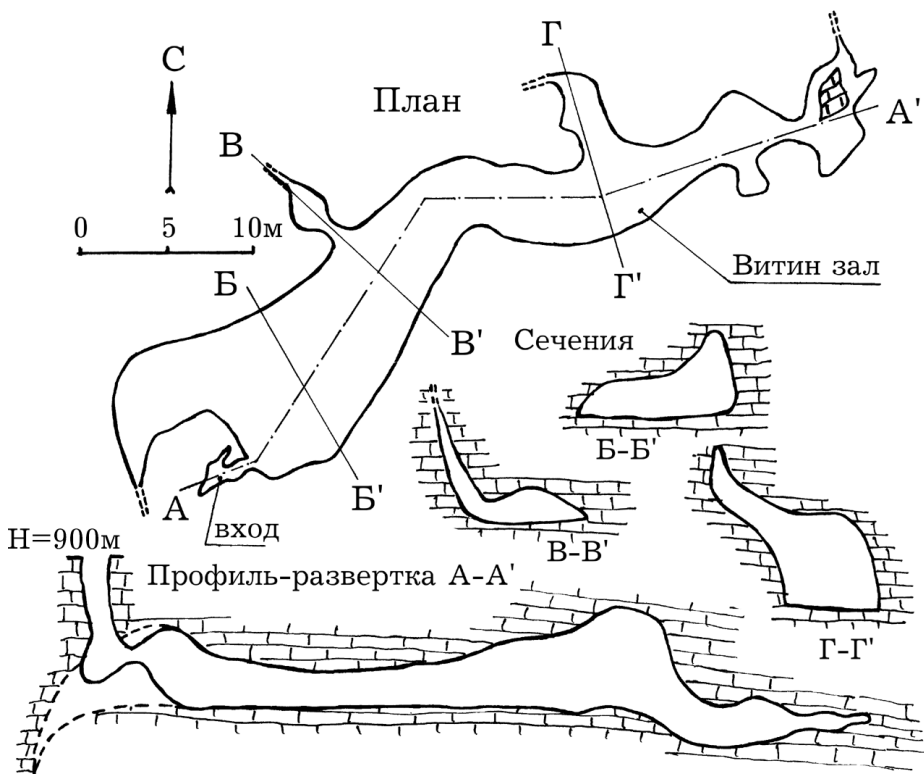 С
План
Г
А'
В
0 5 10м
Б
Г'
Витин зал
В'
Сечения
Б-Б'
А
Б'
вход
В-В'
Н=900м
Профиль-развертка А-А'
Г-Г'